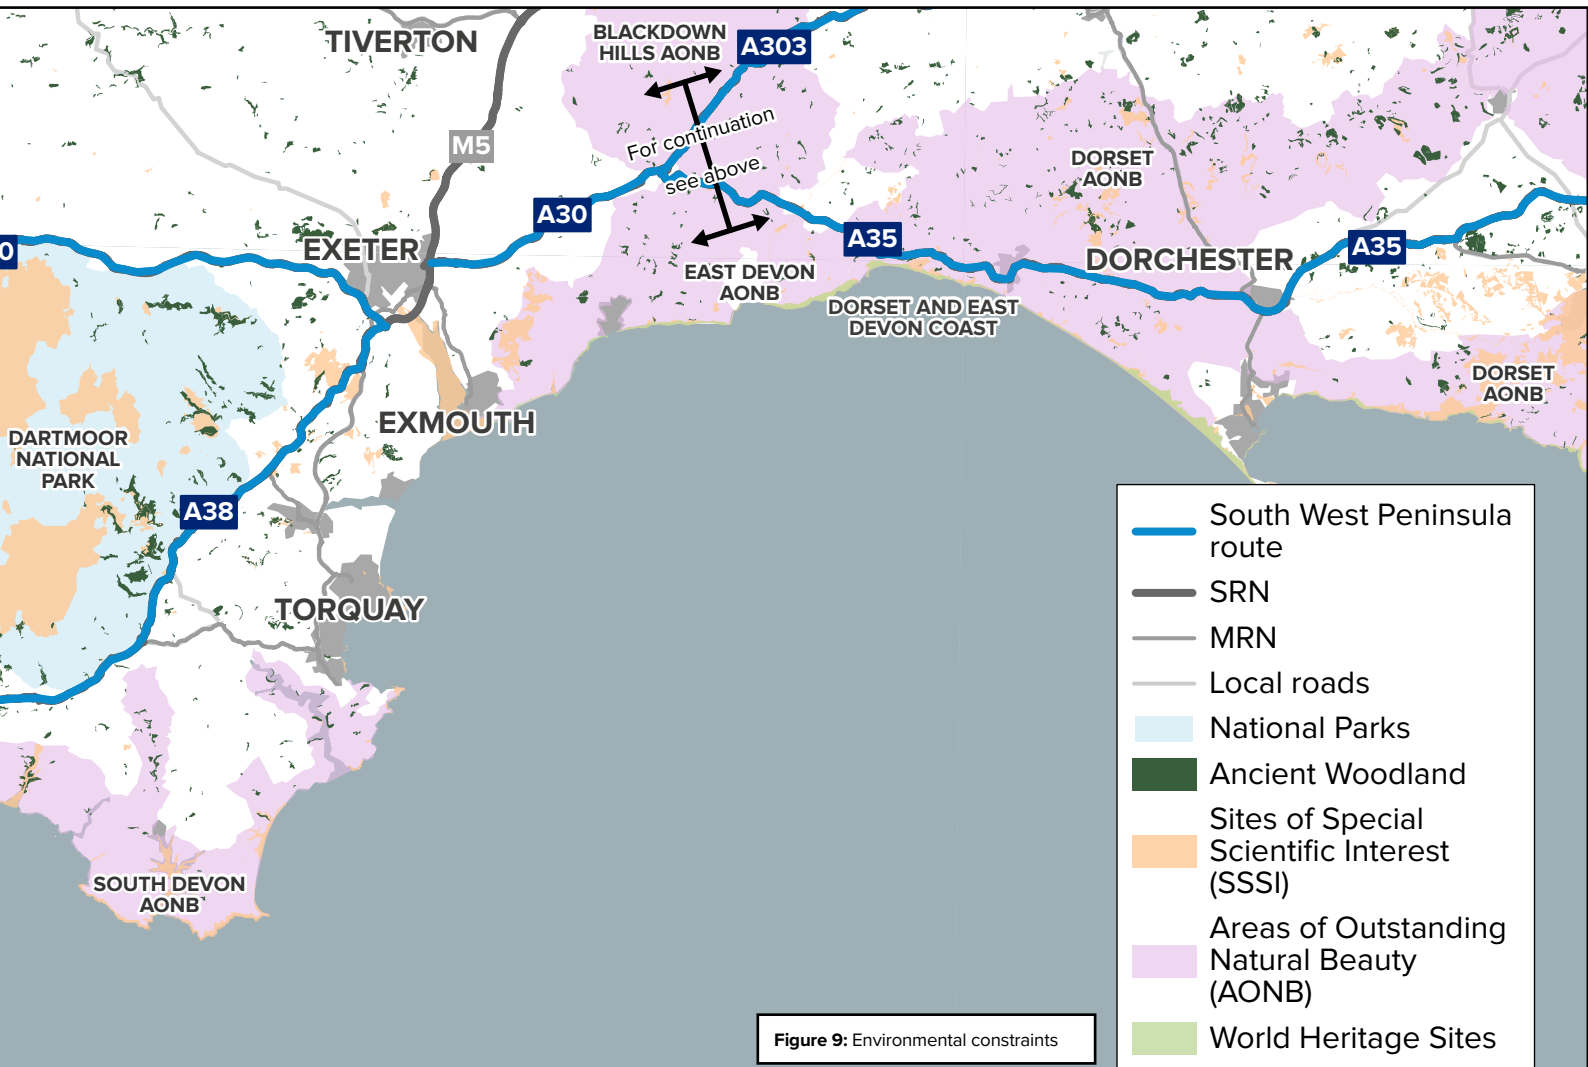 TIVERTON
BLACKDOWN
HILLS AONB
A303
M5
For continuation
see above
DORSET
AONB
A30
0
EXETER
A35
DORCHESTER
A35
EAST DEVON
AONB
DORSET AND EAST
DEVON COAST
DORSET
AONB
EXMOUTH
DARTMOOR
NATIONAL
PARK
A38
TORQUAY
SOUTH DEVON
AONB
South West Peninsula
route
SRN
MRN
Local roads
National Parks
Ancient Woodland
Sites of Special
Scientific Interest
(SSSI)
Areas of Outstanding
Natural Beauty
(AONB)
World Heritage Sites
Figure 9: Environmental constraints